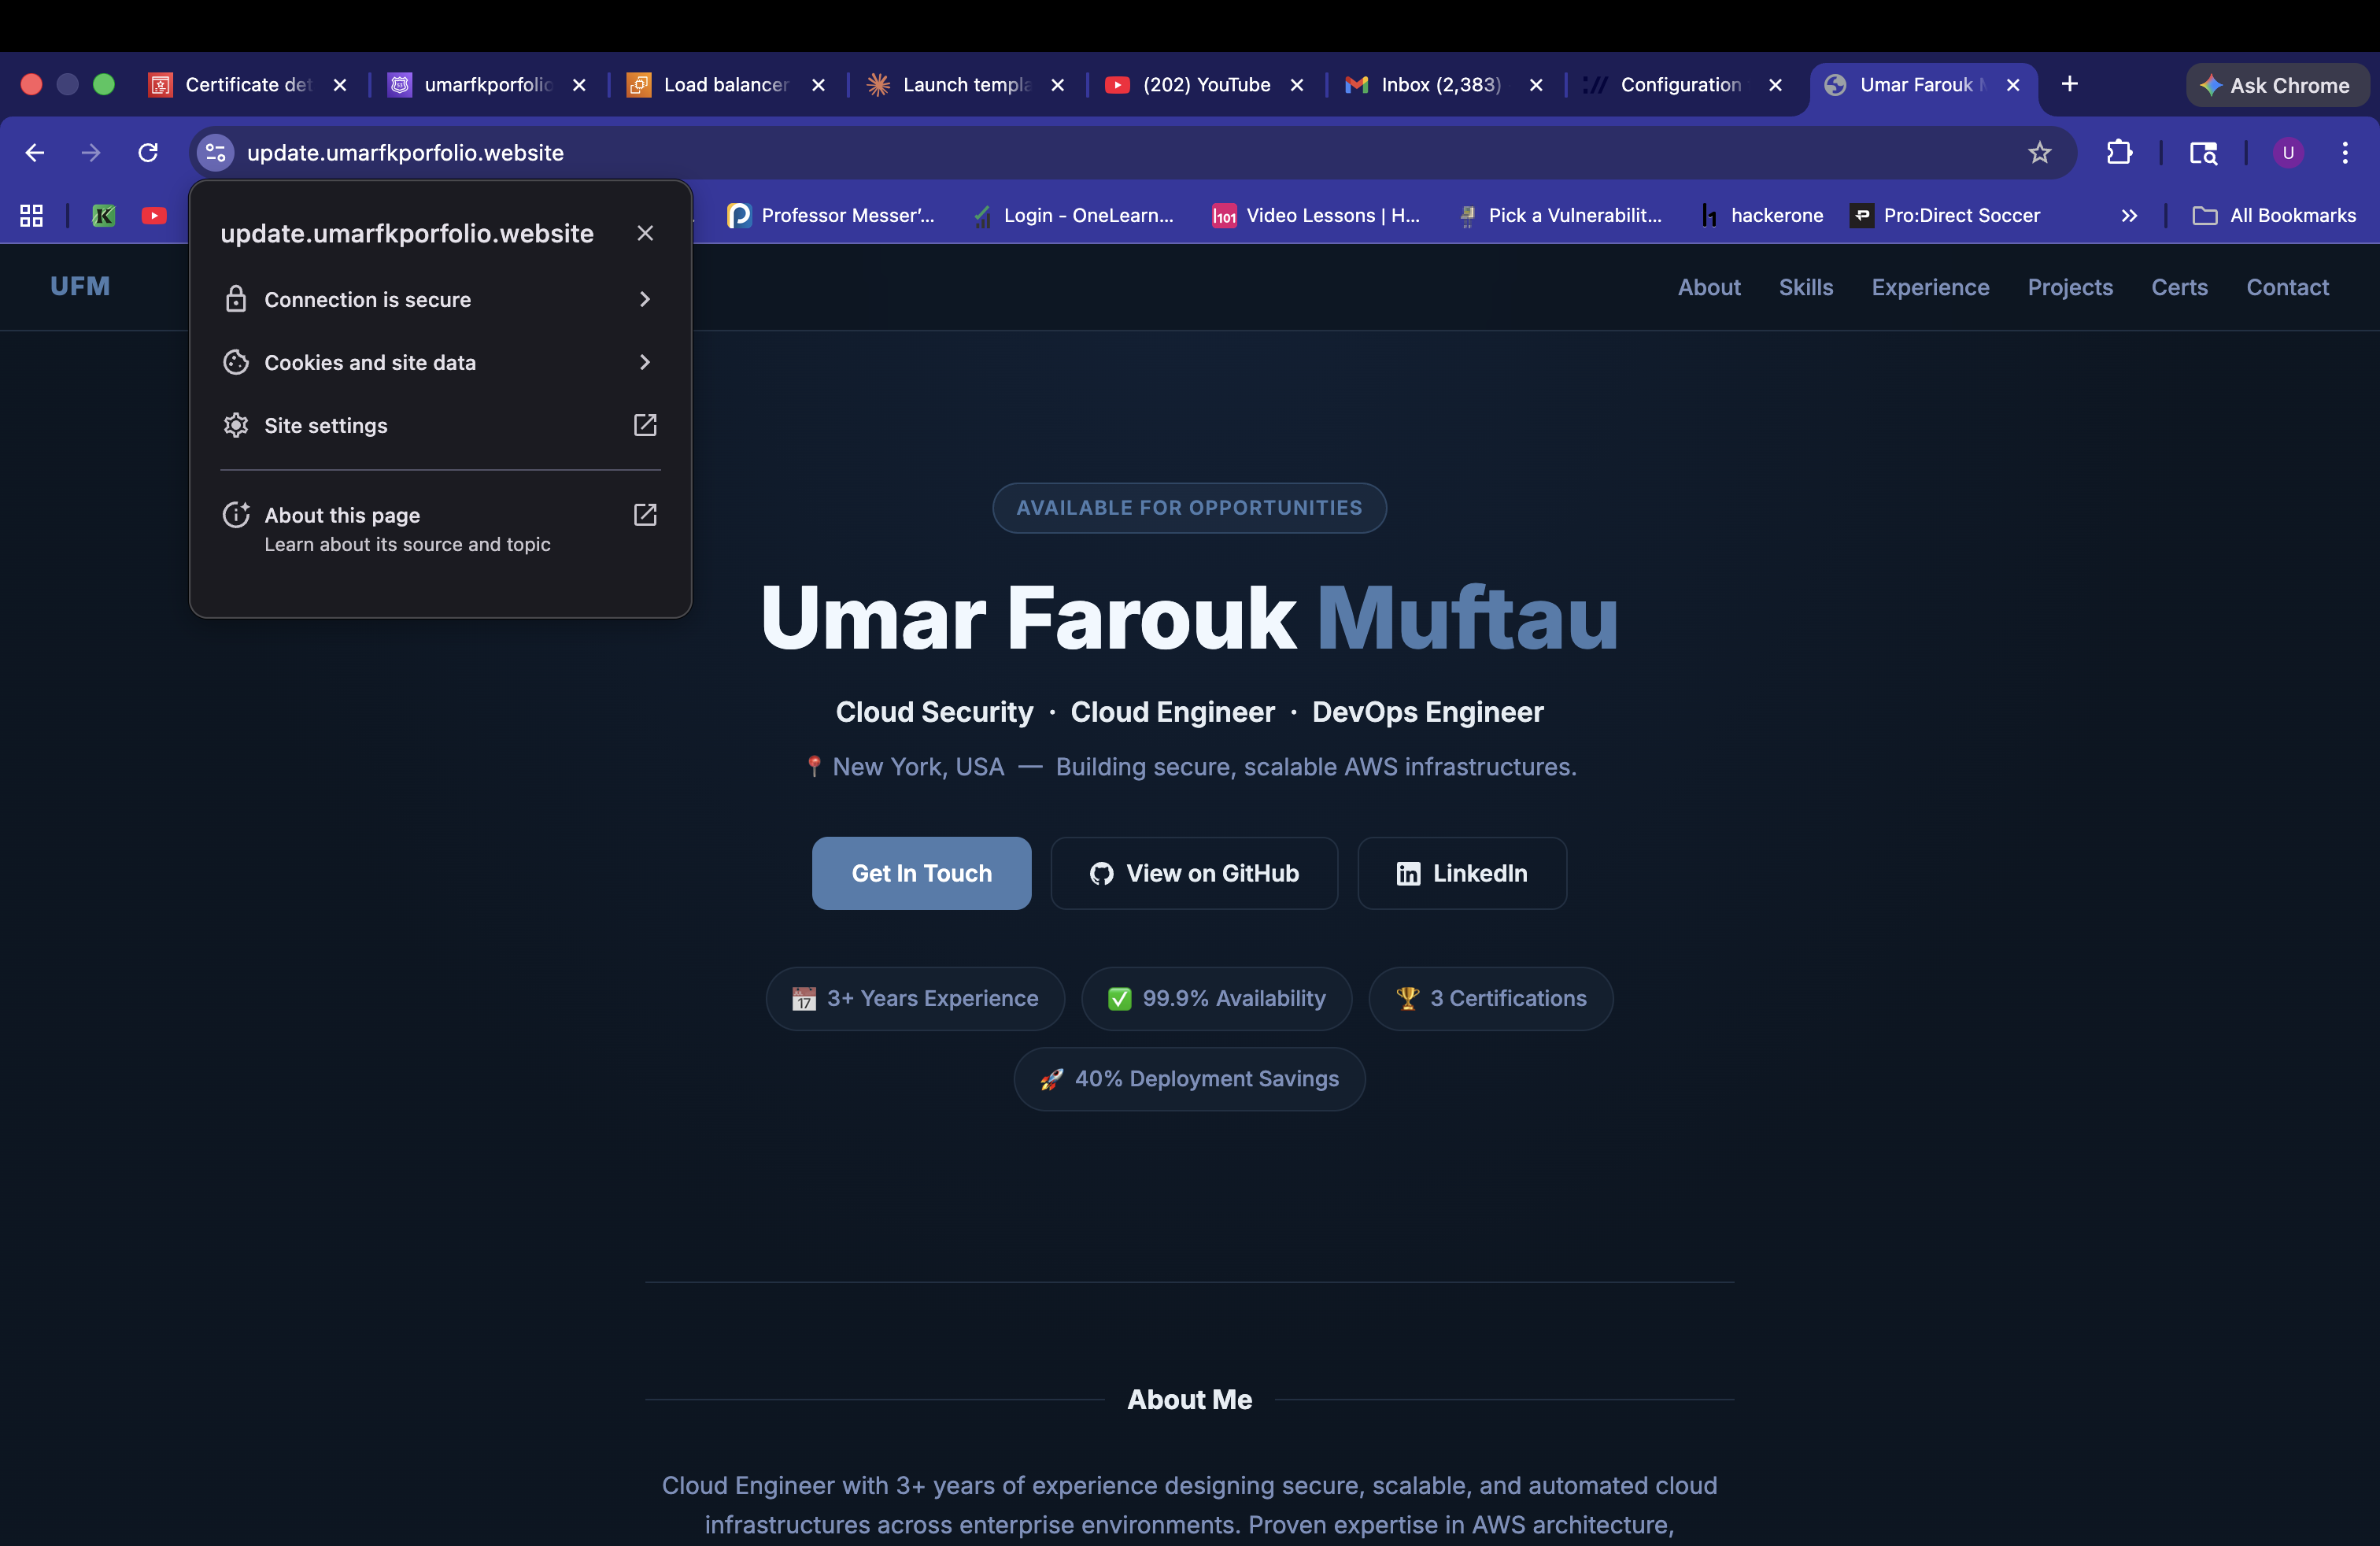 Certificate det
umarfkporfolio
Load balancer
Launch templa
(202) YouTube
Inbox (2,383)
Configuration
Umar Farouk M
Ask Chrome
update.umarfkporfolio.website
U
K
Professor Messer’...
Login - OneLearn...
101
Video Lessons | H...
Pick a Vulnerabilit...
hackerone
Pro:Direct Soccer
All Bookmarks
update.umarfkporfolio.website
Connection is secure
Cookies and site data
Site settings
About this page
Learn about its source and topic
UFM
About
Skills
Experience
Projects
Certs
Contact
AVAILABLE FOR OPPORTUNITIES
Umar Farouk Muftau
Cloud Security · Cloud Engineer · DevOps Engineer
📍 New York, USA — Building secure, scalable AWS infrastructures.
Get In Touch
View on GitHub
LinkedIn
📅 3+ Years Experience
✅ 99.9% Availability
🏆 3 Certifications
🚀 40% Deployment Savings
About Me
Cloud Engineer with 3+ years of experience designing secure, scalable, and automated cloud
infrastructures across enterprise environments. Proven expertise in AWS architecture,